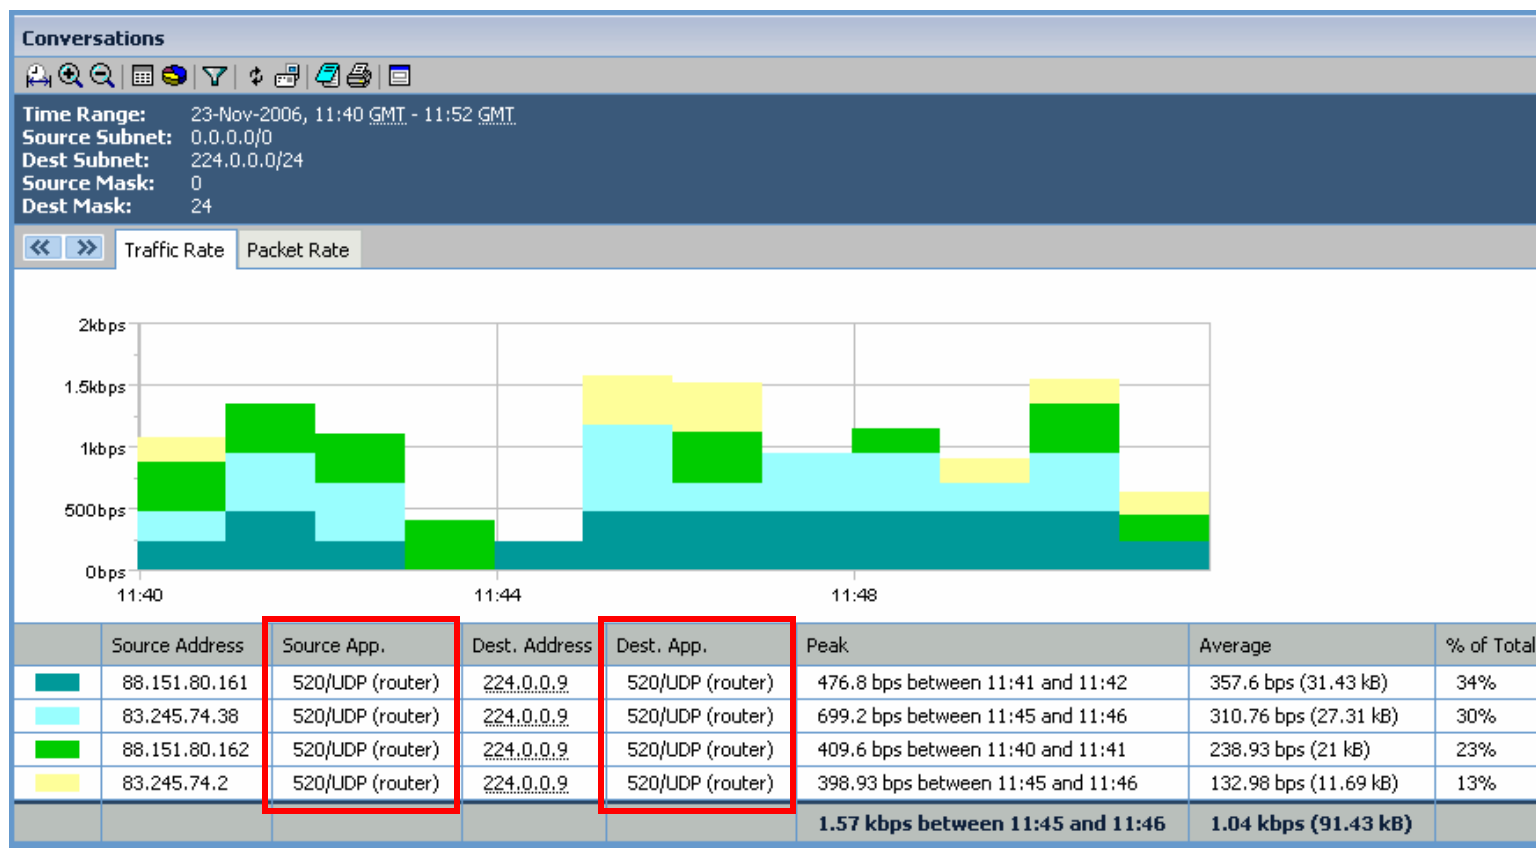 Conversations
Time Range: 23-Nov-2006, 11:40 GMT - 11:52 GMT
Source Subnet: 0.0.0.0/0
Dest Subnet: 224.0.0.0/24
Source Mask: 0
Dest Mask: 24
Traffic Rate Packet Rate
2kbps
1.5kbps
1kbps
500bps
0bps
11:40 11:44 11:48
Source Address Source App. Dest. Address Dest. App. Peak Average % of Total
88.151.80.161 520/UDP (router) 224.0.0.9 520/UDP (router) 476.8 bps between 11:41 and 11:42 357.6 bps (31.43 kB) 34%
83.245.74.38 520/UDP (router) 224.0.0.9 520/UDP (router) 699.2 bps between 11:45 and 11:46 310.76 bps (27.31 kB) 30%
88.151.80.162 520/UDP (router) 224.0.0.9 520/UDP (router) 409.6 bps between 11:40 and 11:41 238.93 bps (21 kB) 23%
83.245.74.2 520/UDP (router) 224.0.0.9 520/UDP (router) 398.93 bps between 11:45 and 11:46 132.98 bps (11.69 kB) 13%
1.57 kbps between 11:45 and 11:46 1.04 kbps (91.43 kB)